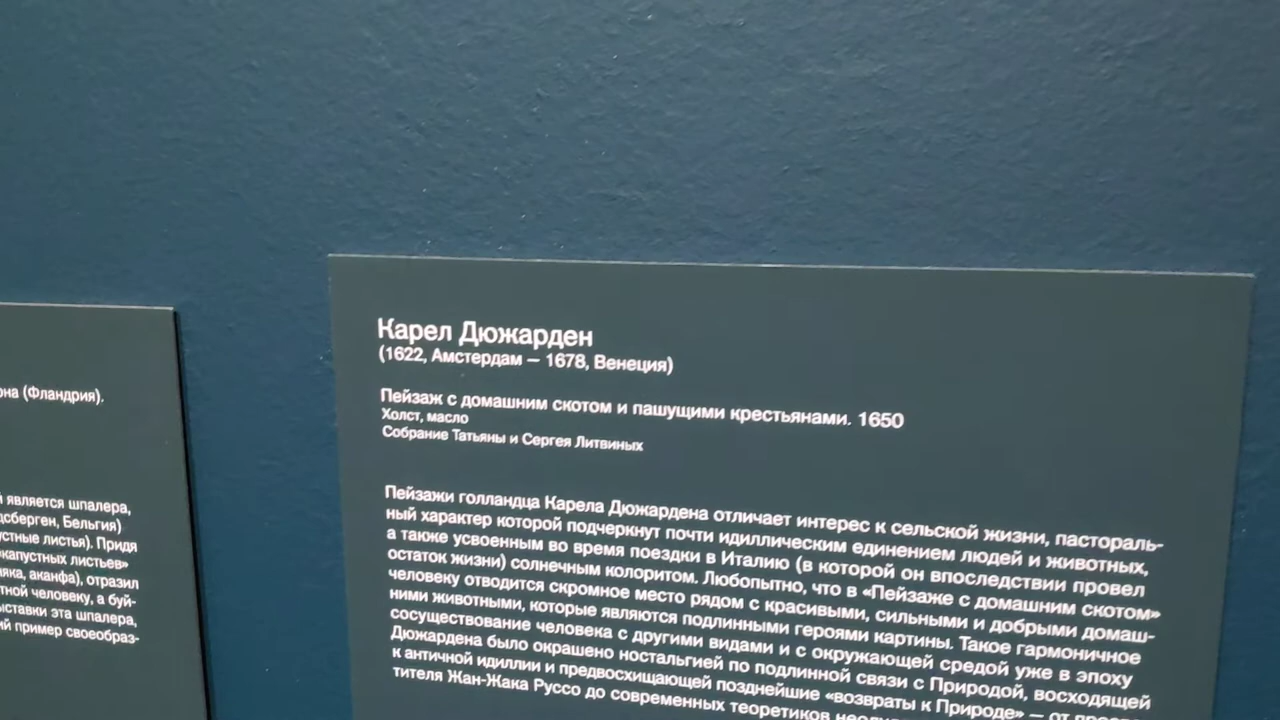 она (Фландрия).
й является шпалера,
дсберген, Бельгия)
устные листья). Придя
«капустных листьев»
няка, аканфа), отразил
тной человеку, а буй-
ыставки эта шпалера,
ий пример своеобраз-
Карел Дюжарден
(1622, Амстердам – 1678, Венеция)
Пейзаж с домашним скотом и пашущими крестьянами. 1650
Холст, масло
Собрание Татьяны и Сергея Литвиных
Пейзажи голландца Карела Дюжардена отличает интерес к сельской жизни, пастораль-
ный характер которой подчеркнут почти идиллическим единением людей и животных,
а также усвоенным во время поездки в Италию (в которой он впоследствии провел
остаток жизни) солнечным колоритом. Любопытно, что в «Пейзаже с домашним скотом»
человеку отводится скромное место рядом с красивыми, сильными и добрыми домаш-
ними животными, которые являются подлинными героями картины. Такое гармоничное
сосуществование человека с другими видами и с окружающей средой уже в эпоху
Дюжардена было окрашено ностальгией по подлинной связи с Природой, восходящей
к античной идиллии и предвосхищающей позднейшие «возвраты к Природе» — от
тителя Жан-Жака Руссо до современных теоретиков